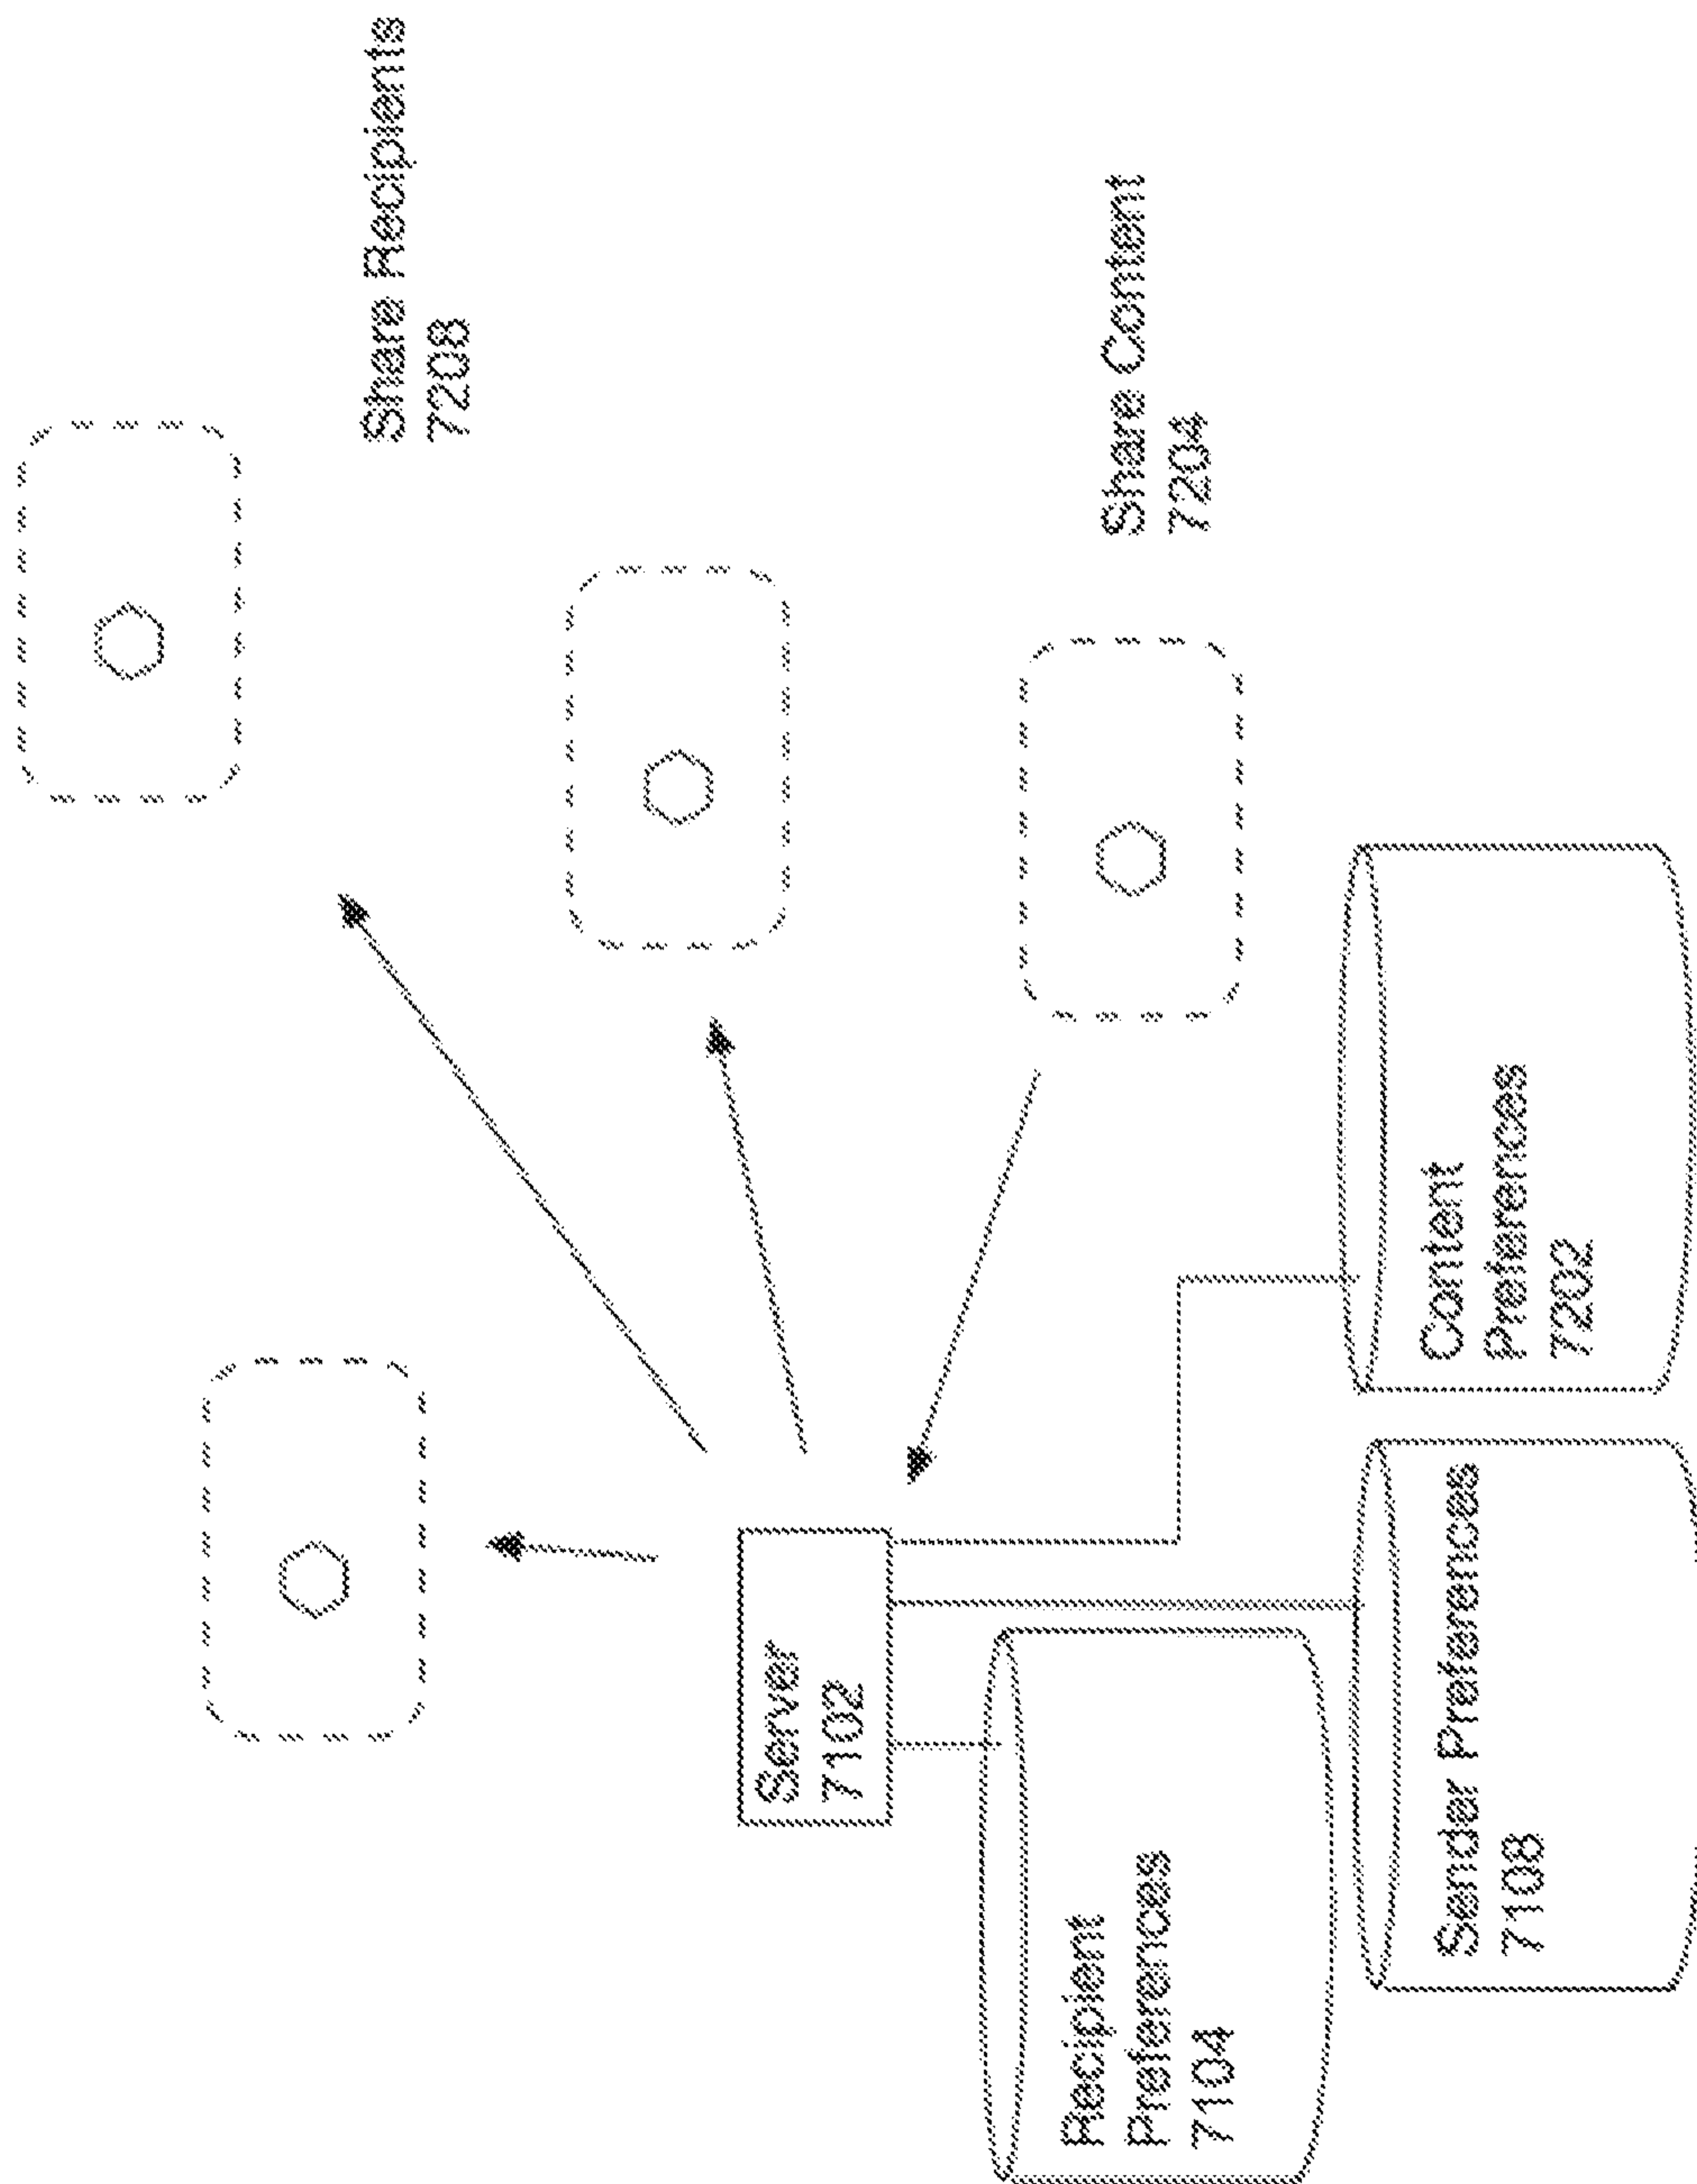 Share Recipients
7208
Share Content
7204
Server
7102
Recipient
Preferences
7104
Sender Preferences
7108
Content
Preferences
7202